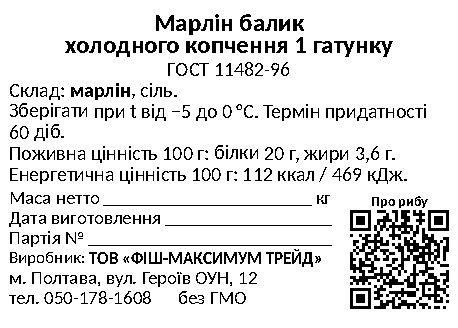 Марлін балик
холодного копчення 1 гатунку
ГОСТ 11482-96
Склад: марлін, сіль.
Зберігати при t від −5 до 0 °С. Термін придатності
60 діб.
Поживна цінність 100 г: білки 20 г, жири 3,6 г.
Енергетична цінність 100 г: 112 ккал / 469 кДж.
Маса нетто ______ кг
Про рибу
Дата виготовлення ______
Партія № ______
Виробник: ТОВ «ФІШ-МАКСИМУМ ТРЕЙД»
м. Полтава, вул. Героїв ОУН, 12
тел. 050-178-1608 без ГМО